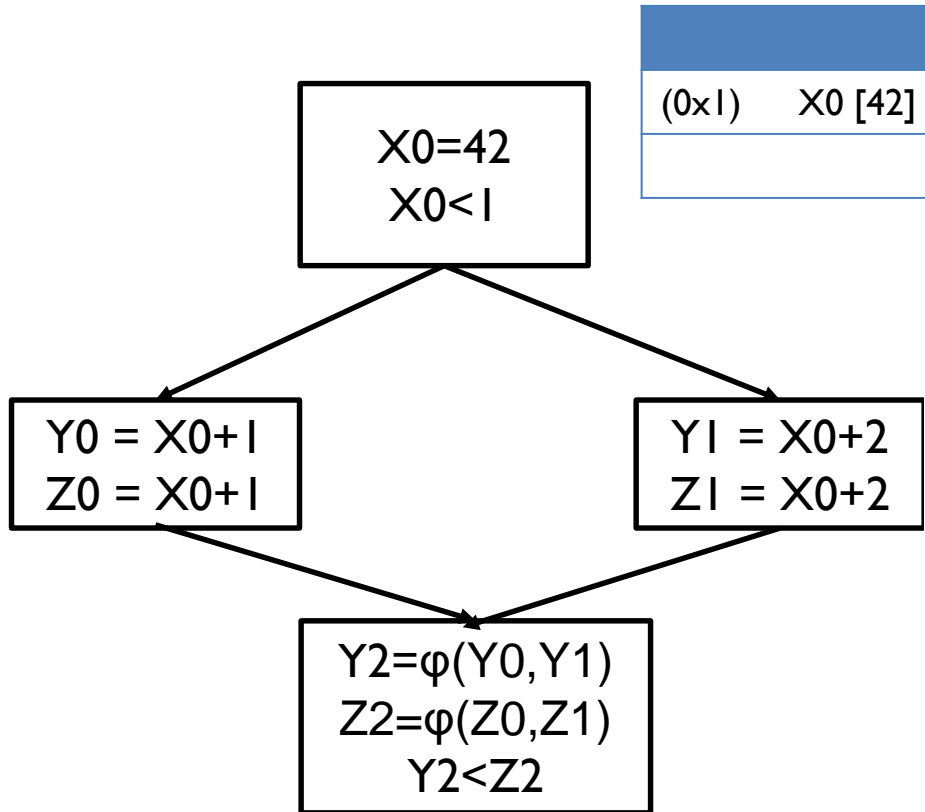 (0x1) X0 [42]
X0=42
X0<1
Y0 = X0+1
Z0 = X0+1
Y1 = X0+2
Z1 = X0+2
Y2=φ(Y0,Y1)
Z2=φ(Z0,Z1)
Y2<Z2